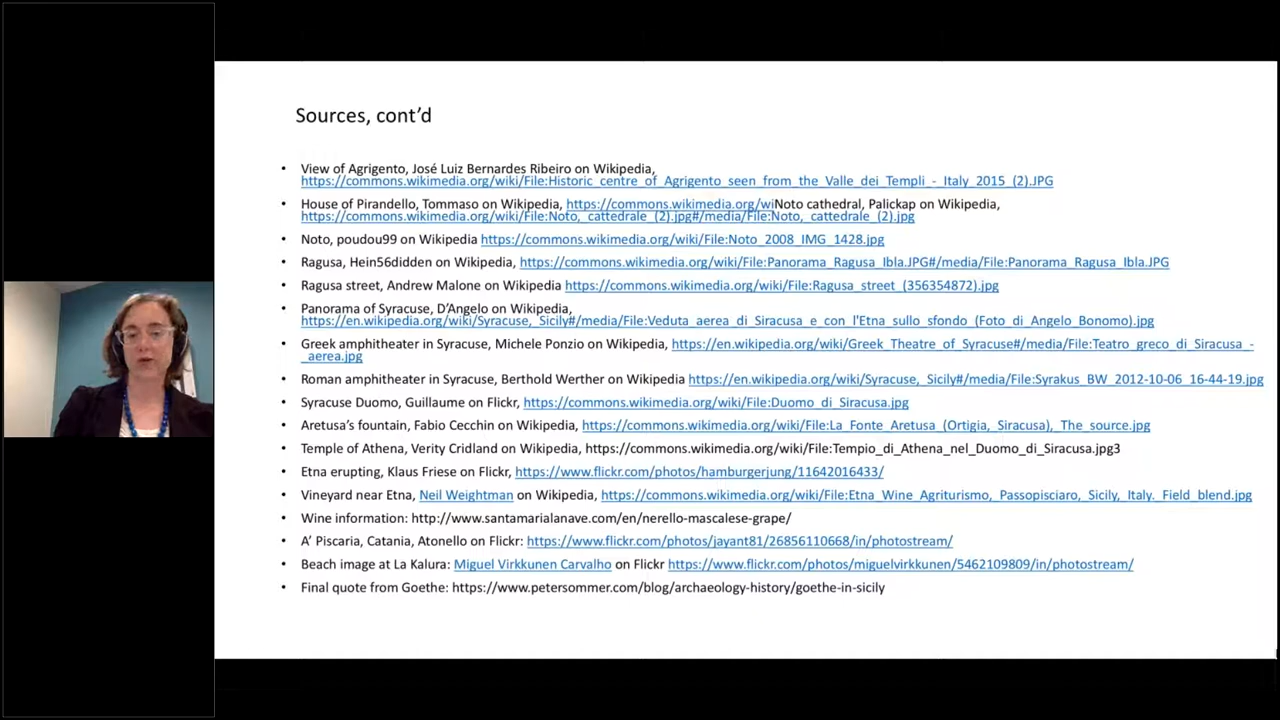 Sources, cont’d
• View of Agrigento, José Luiz Bernardes Ribeiro on Wikipedia,
https://commons.wikimedia.org/wiki/File:Historic_centre_of_Agrigento_seen_from_the_Valle_dei_Templi_-_Italy_2015_(2).JPG
• House of Pirandello, Tommaso on Wikipedia, https://commons.wikimedia.org/wiNoto cathedral, Palickap on Wikipedia,
https://commons.wikimedia.org/wiki/File:Noto,_cattedrale_(2).jpg#/media/File:Noto,_cattedrale_(2).jpg
• Noto, poudou99 on Wikipedia https://commons.wikimedia.org/wiki/File:Noto_2008_IMG_1428.jpg
• Ragusa, Hein56didden on Wikipedia, https://commons.wikimedia.org/wiki/File:Panorama_Ragusa_Ibla.JPG#/media/File:Panorama_Ragusa_Ibla.JPG
• Ragusa street, Andrew Malone on Wikipedia https://commons.wikimedia.org/wiki/File:Ragusa_street_(356354872).jpg
• Panorama of Syracuse, D’Angelo on Wikipedia,
https://en.wikipedia.org/wiki/Syracuse,_Sicily#/media/File:Veduta_aerea_di_Siracusa_e_con_l'Etna_sullo_sfondo_(Foto_di_Angelo_Bonomo).jpg
• Greek amphitheater in Syracuse, Michele Ponzio on Wikipedia, https://en.wikipedia.org/wiki/Greek_Theatre_of_Syracuse#/media/File:Teatro_greco_di_Siracusa_-
_aerea.jpg
• Roman amphitheater in Syracuse, Berthold Werther on Wikipedia https://en.wikipedia.org/wiki/Syracuse,_Sicily#/media/File:Syrakus_BW_2012-10-06_16-44-19.jpg
• Syracuse Duomo, Guillaume on Flickr, https://commons.wikimedia.org/wiki/File:Duomo_di_Siracusa.jpg
• Aretusa’s fountain, Fabio Cecchin on Wikipedia, https://commons.wikimedia.org/wiki/File:La_Fonte_Aretusa_(Ortigia,_Siracusa),_The_source.jpg
• Temple of Athena, Verity Cridland on Wikipedia, https://commons.wikimedia.org/wiki/File:Tempio_di_Athena_nel_Duomo_di_Siracusa.jpg3
• Etna erupting, Klaus Friese on Flickr, https://www.flickr.com/photos/hamburgerjung/11642016433/
• Vineyard near Etna, Neil Weightman on Wikipedia, https://commons.wikimedia.org/wiki/File:Etna_Wine_Agriturismo,_Passopisciaro,_Sicily,_Italy._Field_blend.jpg
• Wine information: http://www.santamarialanave.com/en/nerello-mascalese-grape/
• A’ Piscaria, Catania, Atonello on Flickr: https://www.flickr.com/photos/jayant81/26856110668/in/photostream/
• Beach image at La Kalura: Miguel Virkkunen Carvalho on Flickr https://www.flickr.com/photos/miguelvirkkunen/5462109809/in/photostream/
• Final quote from Goethe: https://www.petersommer.com/blog/archaeology-history/goethe-in-sicily